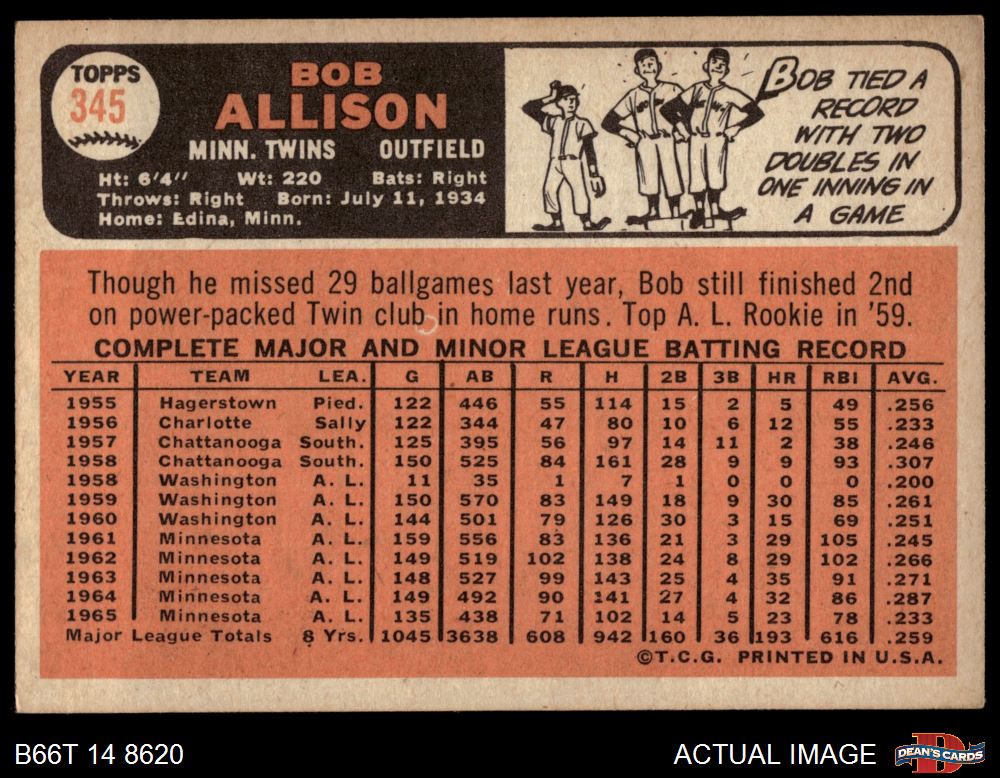 TOPPS
345
BOB
ALLISON
MINN. TWINS OUTFIELD
Ht: 6'4" Wt: 220 Bats: Right
Throws: Right Born: July 11, 1934
Home: Edina, Minn.
BOB TIED A
RECORD
WITH TWO
DOUBLES IN
ONE INNING IN
A GAME
Though he missed 29 ballgames last year, Bob still finished 2nd
on power-packed Twin club in home runs. Top A. L. Rookie in '59.
COMPLETE MAJOR AND MINOR LEAGUE BATTING RECORD
YEAR TEAM LEA. G AB R H 2B 3B HR RBI AVG.
1955 Hagerstown Pied. 122 446 55 114 15 2 5 49 .256
1956 Charlotte Sally 122 344 47 80 10 6 12 55 .233
1957 Chattanooga South. 125 395 56 97 14 11 2 38 .246
1958 Chattanooga South. 150 525 84 161 28 9 9 93 .307
1958 Washington A. L. 11 35 1 7 1 0 0 0 .200
1959 Washington A. L. 150 570 83 149 18 9 30 85 .261
1960 Washington A. L. 144 501 79 126 30 3 15 69 .251
1961 Minnesota A. L. 159 556 83 136 21 3 29 105 .245
1962 Minnesota A. L. 149 519 102 138 24 8 29 102 .266
1963 Minnesota A. L. 148 527 99 143 25 4 35 91 .271
1964 Minnesota A. L. 149 492 90 141 27 4 32 86 .287
1965 Minnesota A. L. 135 438 71 102 14 5 23 78 .233
Major League Totals 8 Yrs. 1045 3638 608 942 160 36 193 616 .259
©T.C.G. PRINTED IN U.S.A.
B66T 14 8620 ACTUAL IMAGE DEAN'S CARDS